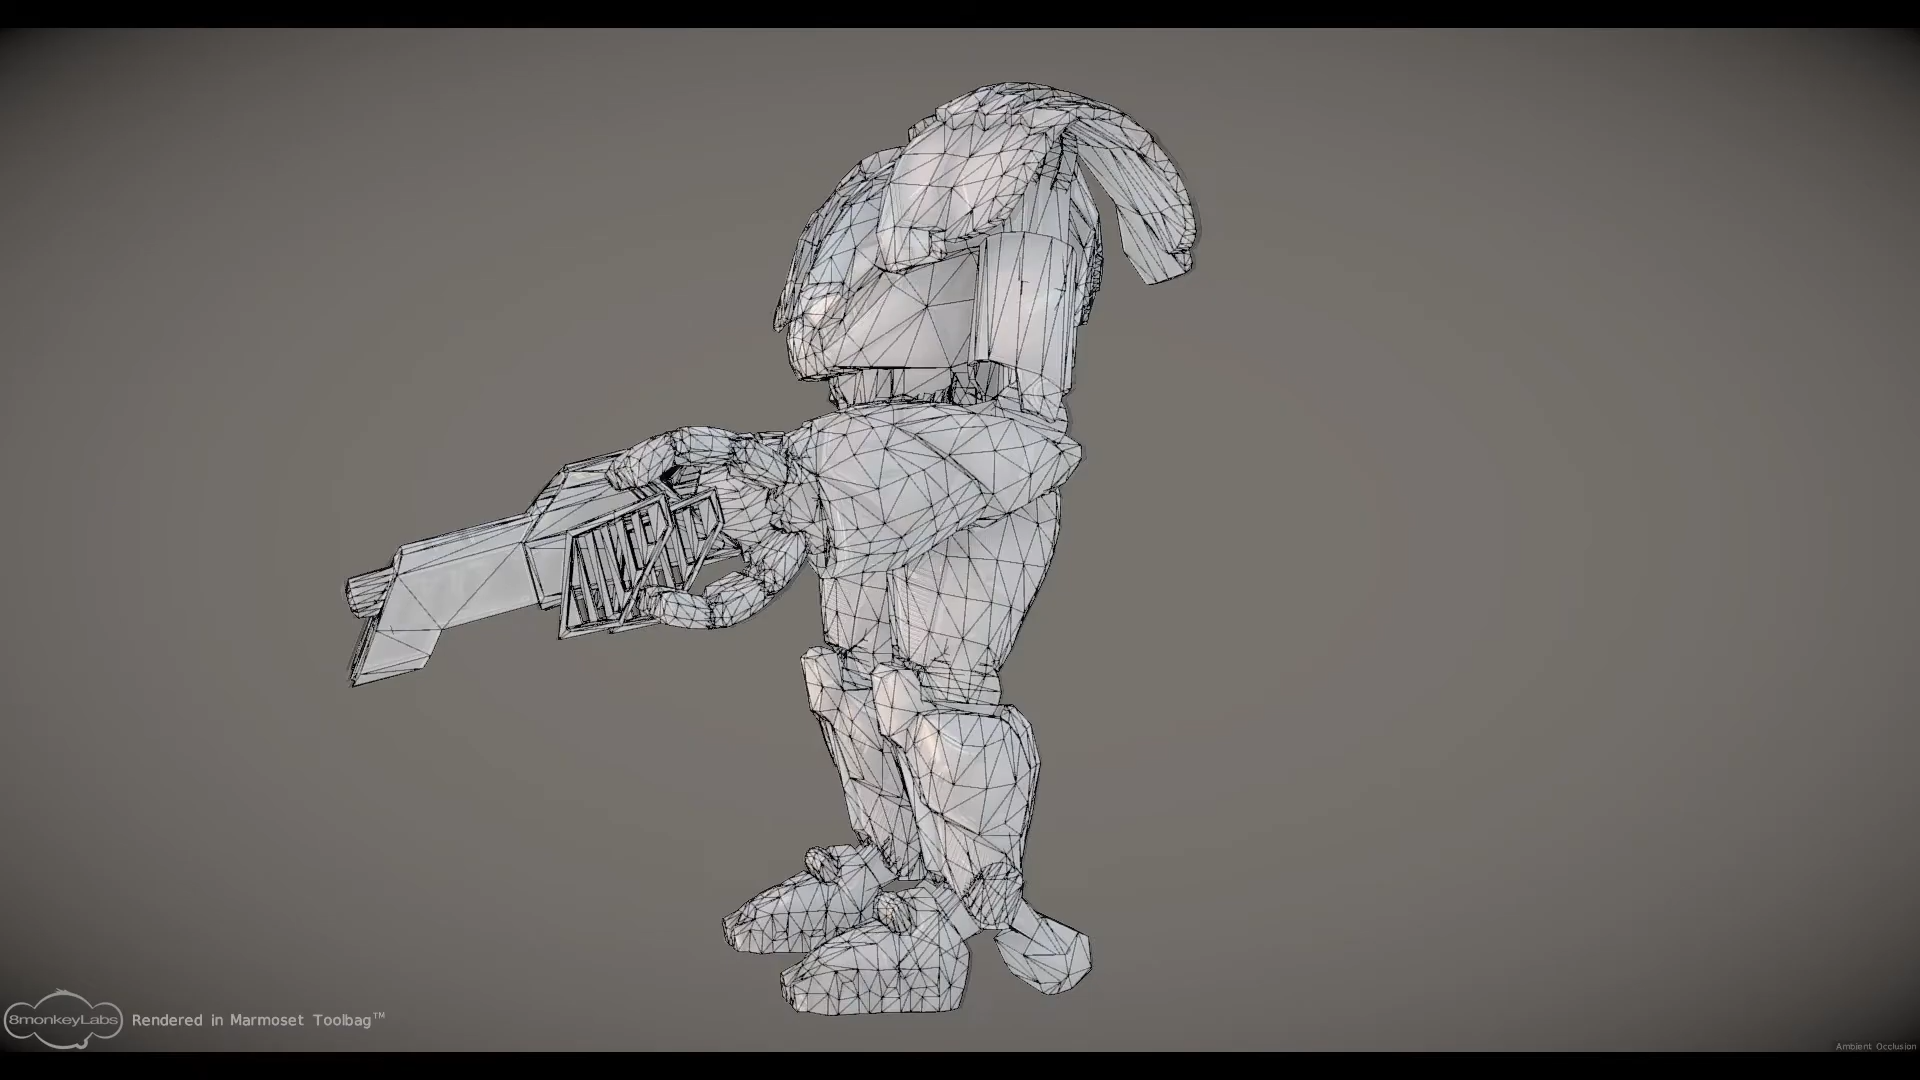 8monkeyLabs
Rendered in Marmoset Toolbag™
Ambient Occlusion